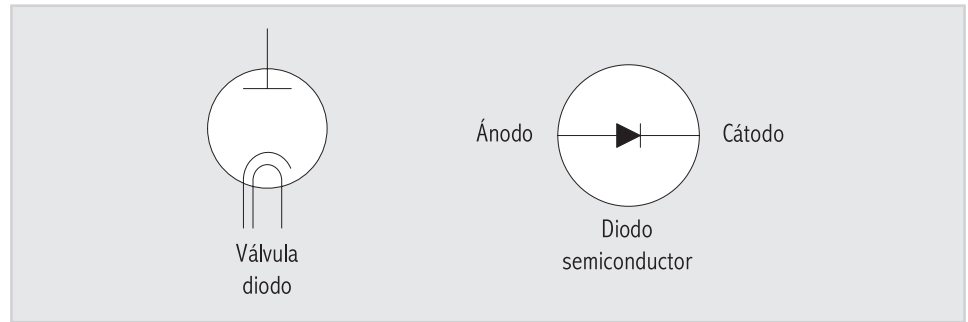 Válvula
diodo
Ánodo
Cátodo
Diodo
semiconductor